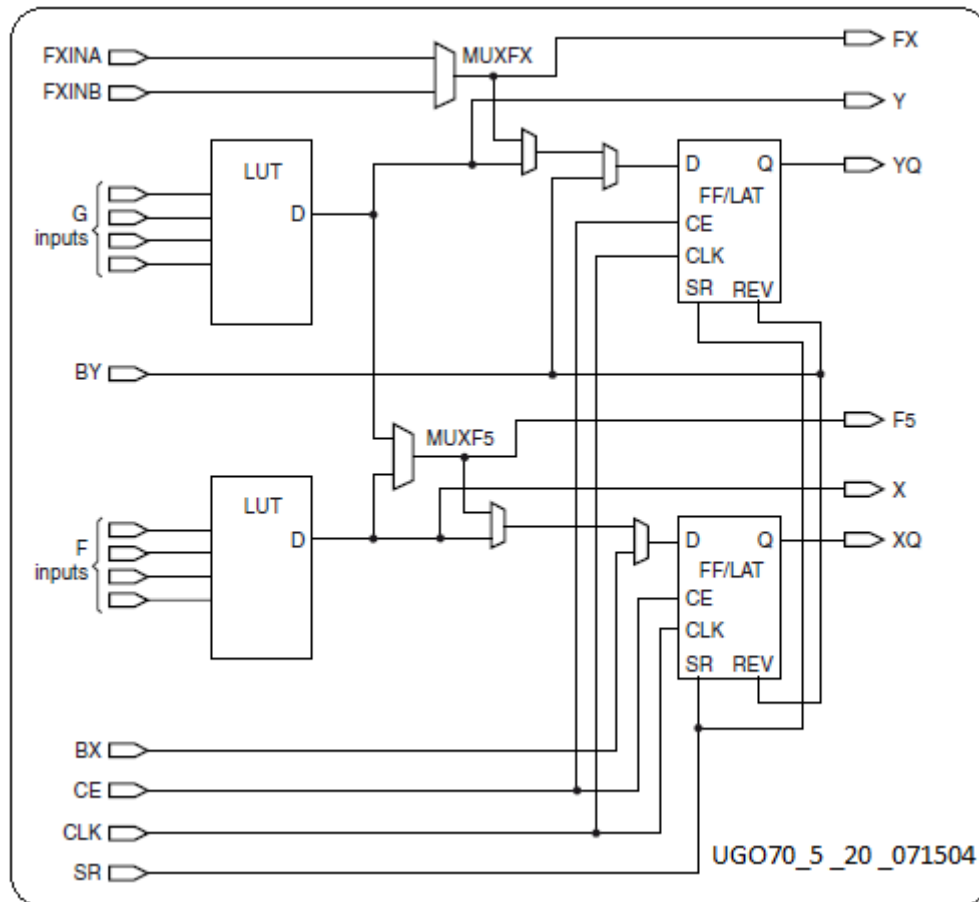 FXINA
FXINB
MUXFX
FX
Y
YQ
LUT
D
G
inputs
D Q
FF/LAT
CE
CLK
SR REV
BY
MUXF5
F5
X
XQ
LUT
D
F
inputs
D Q
FF/LAT
CE
CLK
SR REV
BX
CE
CLK
SR
UGO70_5 _20 _071504